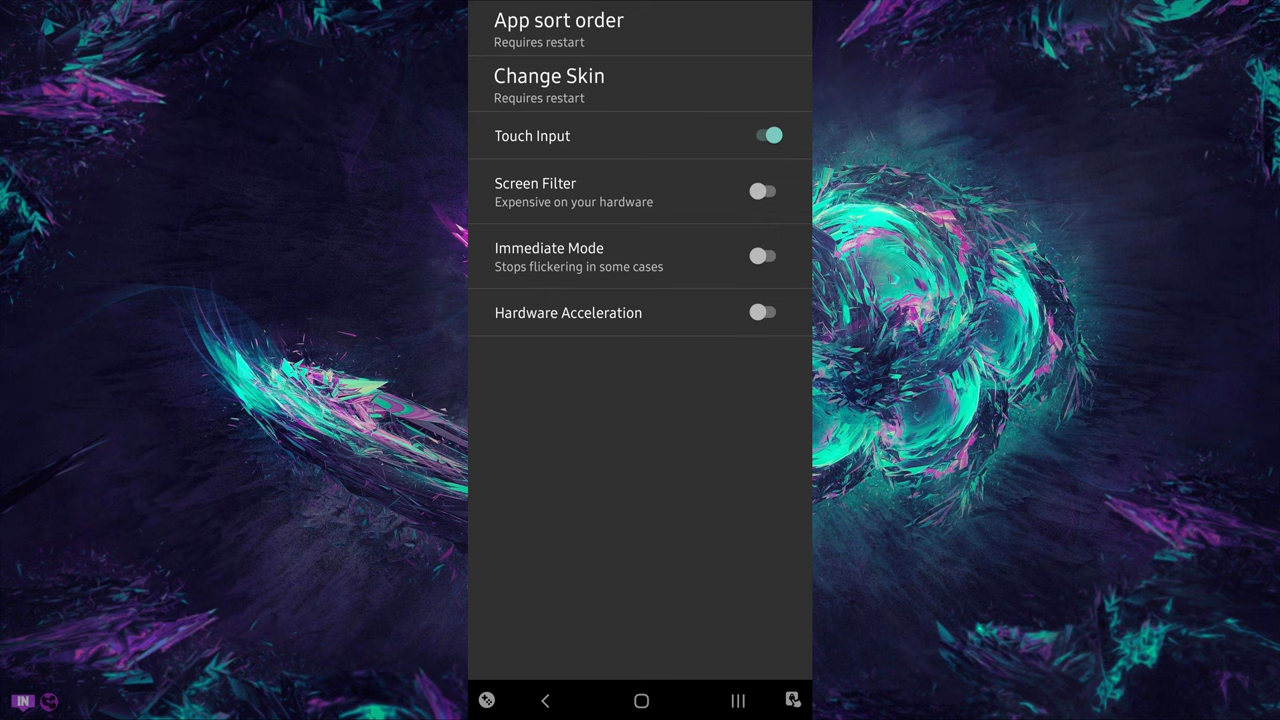 App sort order
Requires restart
Change Skin
Requires restart
Touch Input
Screen Filter
Expensive on your hardware
Immediate Mode
Stops flickering in some cases
Hardware Acceleration
IN